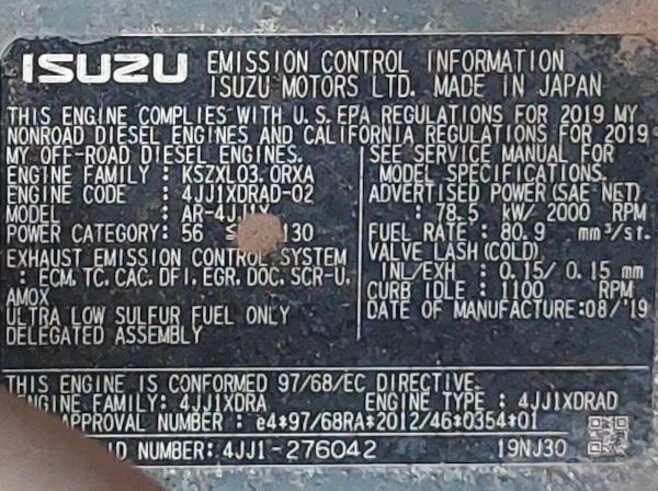 ISUZU EMISSION CONTROL INFORMATION
ISUZU MOTORS LTD. MADE IN JAPAN
THIS ENGINE COMPLIES WITH U.S. EPA REGULATIONS FOR 2019 MY
NONROAD DIESEL ENGINES AND CALIFORNIA REGULATIONS FOR 2019
MY OFF-ROAD DIESEL ENGINES.
ENGINE FAMILY : KSZXL03.0RXA
ENGINE CODE : 4JJ1XDRAD-02
MODEL : AR-4JJ1X
POWER CATEGORY: 56 ≤ 130
EXHAUST EMISSION CONTROL SYSTEM
: ECM, TC, CAC, DFI, EGR, DOC, SCR-U,
AMOX
ULTRA LOW SULFUR FUEL ONLY
DELEGATED ASSEMBLY
SEE SERVICE MANUAL FOR
MODEL SPECIFICATIONS.
ADVERTISED POWER(SAE NET)
: 78.5 kW/ 2000 RPM
FUEL RATE : 80.9 mm³/st.
VALVE LASH(COLD)
INL/EXH : 0.15/ 0.15 mm
CURB IDLE : 1100 RPM
DATE OF MANUFACTURE:08/'19
THIS ENGINE IS CONFORMED 97/68/EC DIRECTIVE.
ENGINE FAMILY: 4JJ1XDRA ENGINE TYPE : 4JJ1XDRAD
APPROVAL NUMBER : e4*97/68RA*2012/46*0354*01
NUMBER: 4JJ1-276042 19NJ30